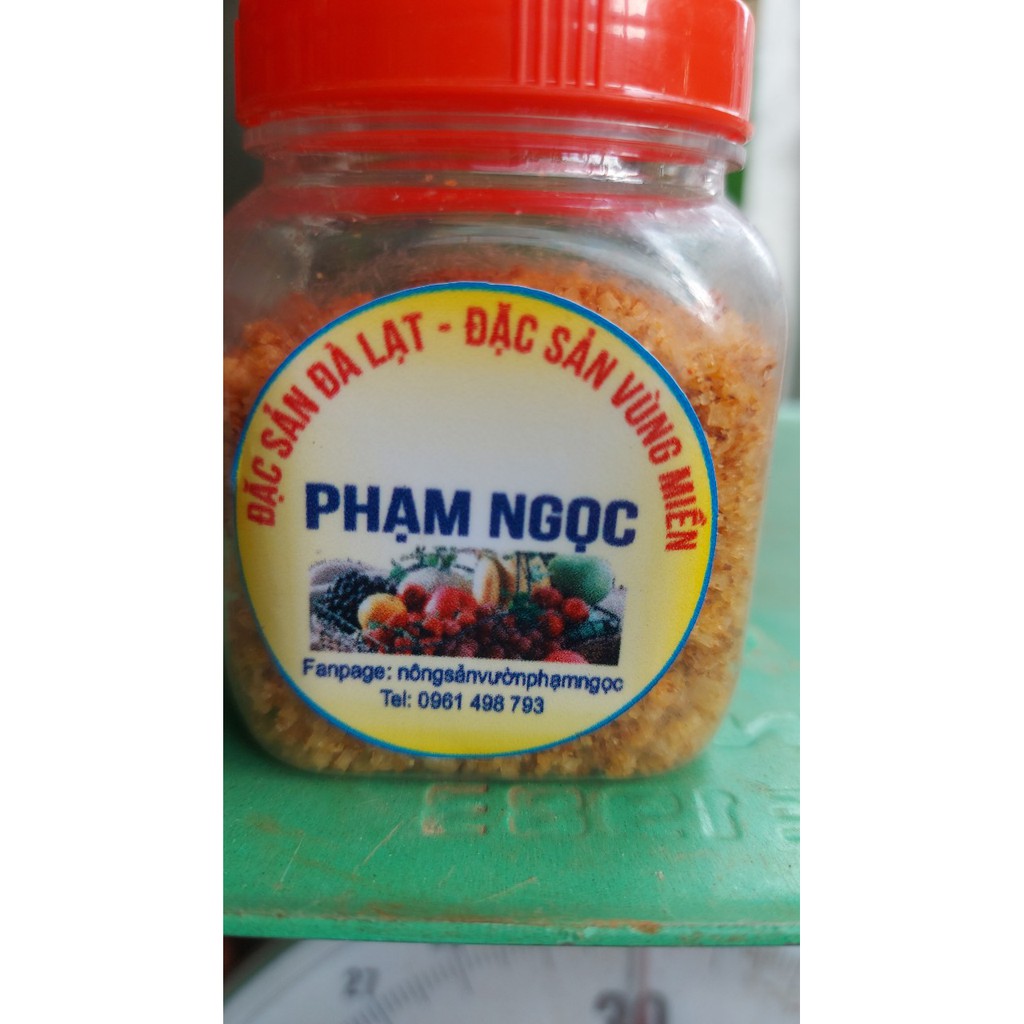 ĐẶC SẢN ĐÀ LẠT - ĐẶC SẢN VÙNG MIỀN
PHẠM NGỌC
Fanpage: nôngsảnvườnphạmngọc
Tel: 0961 498 793